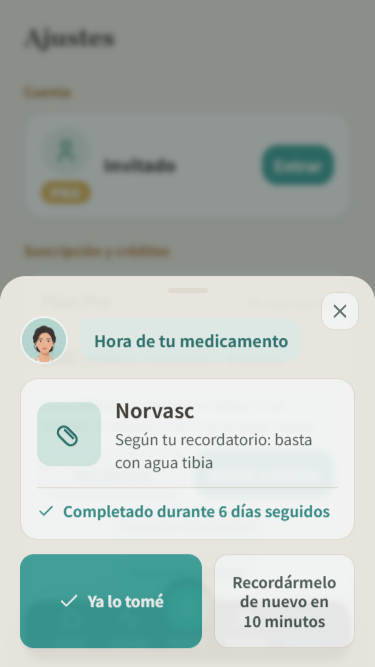 Ajustes
Cuenta
Invitado
Entrar
Suscripción y créditos
Hora de tu medicamento
Norvasc
Según tu recordatorio: basta
con agua tibia
Completado durante 6 días seguidos
Ya lo tomé
Recordármelo
de nuevo en
10 minutos